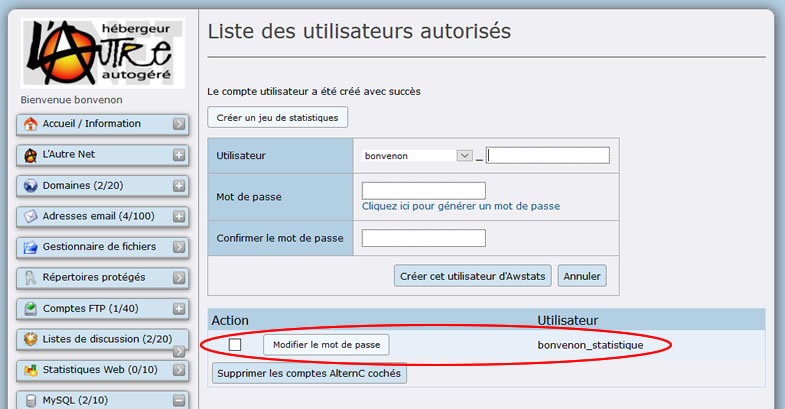 hébergeur
L'Autre Net
autogéré
Bienvenue bonvenon
Accueil / Information
L'Autre Net
Domaines (2/20)
Adresses email (4/100)
Gestionnaire de fichiers
Répertoires protégés
Comptes FTP (1/40)
Listes de discussion (2/20)
Statistiques Web (0/10)
MySQL (2/10)
Liste des utilisateurs autorisés
Le compte utilisateur a été créé avec succès
Créer un jeu de statistiques
Utilisateur bonvenon _
Mot de passe
Cliquez ici pour générer un mot de passe
Confirmer le mot de passe
Créer cet utilisateur d'Awstats Annuler
Action Utilisateur
Modifier le mot de passe bonvenon_statistique
Supprimer les comptes AlternC cochés